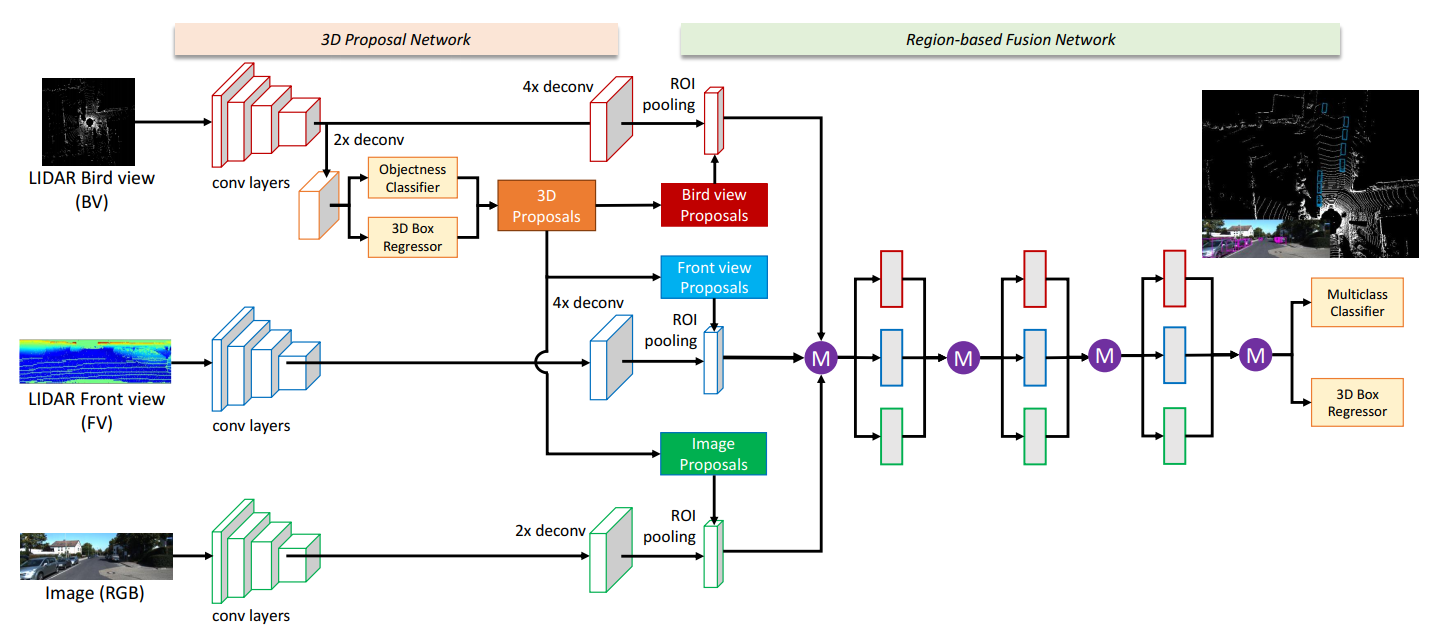 3D Proposal Network
Region-based Fusion Network
LIDAR Bird view
(BV)
conv layers
2x deconv
4x deconv
ROI
pooling
Objectness
Classifier
3D Box
Regressor
3D
Proposals
Bird view
Proposals
Front view
Proposals
LIDAR Front view
(FV)
conv layers
4x deconv
ROI
pooling
Image
Proposals
Image (RGB)
conv layers
2x deconv
ROI
pooling
M
M
M
M
Multiclass
Classifier
3D Box
Regressor